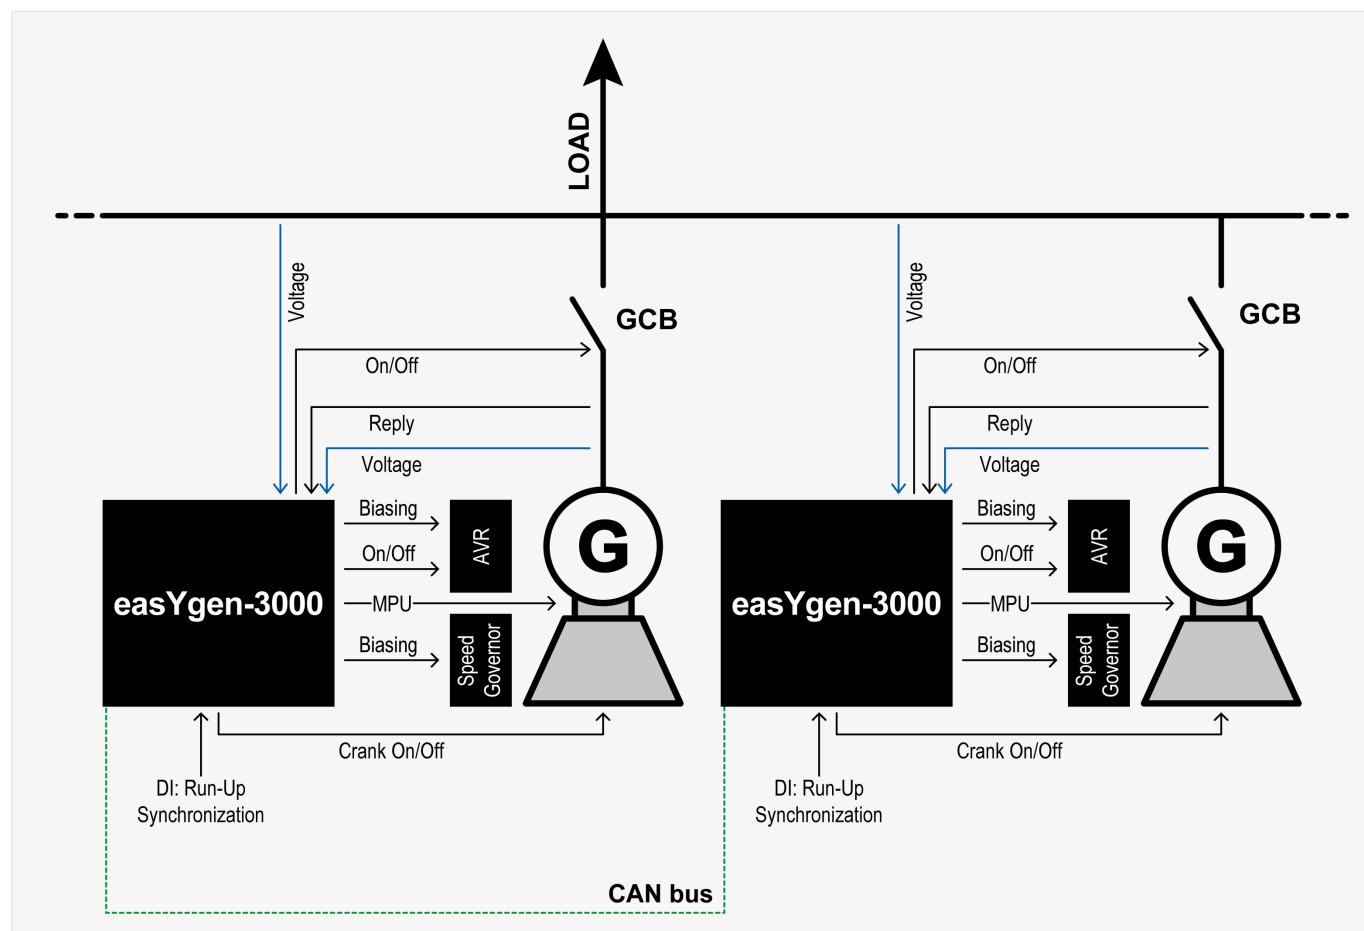 LOAD
Voltage
GCB
On/Off
Reply
Voltage
Biasing
On/Off
AVR
easYgen-3000
MPU
Biasing
Speed
Governor
G
Crank On/Off
DI: Run-Up
Synchronization
Voltage
GCB
On/Off
Reply
Voltage
Biasing
On/Off
AVR
easYgen-3000
MPU
Biasing
Speed
Governor
G
Crank On/Off
DI: Run-Up
Synchronization
CAN bus